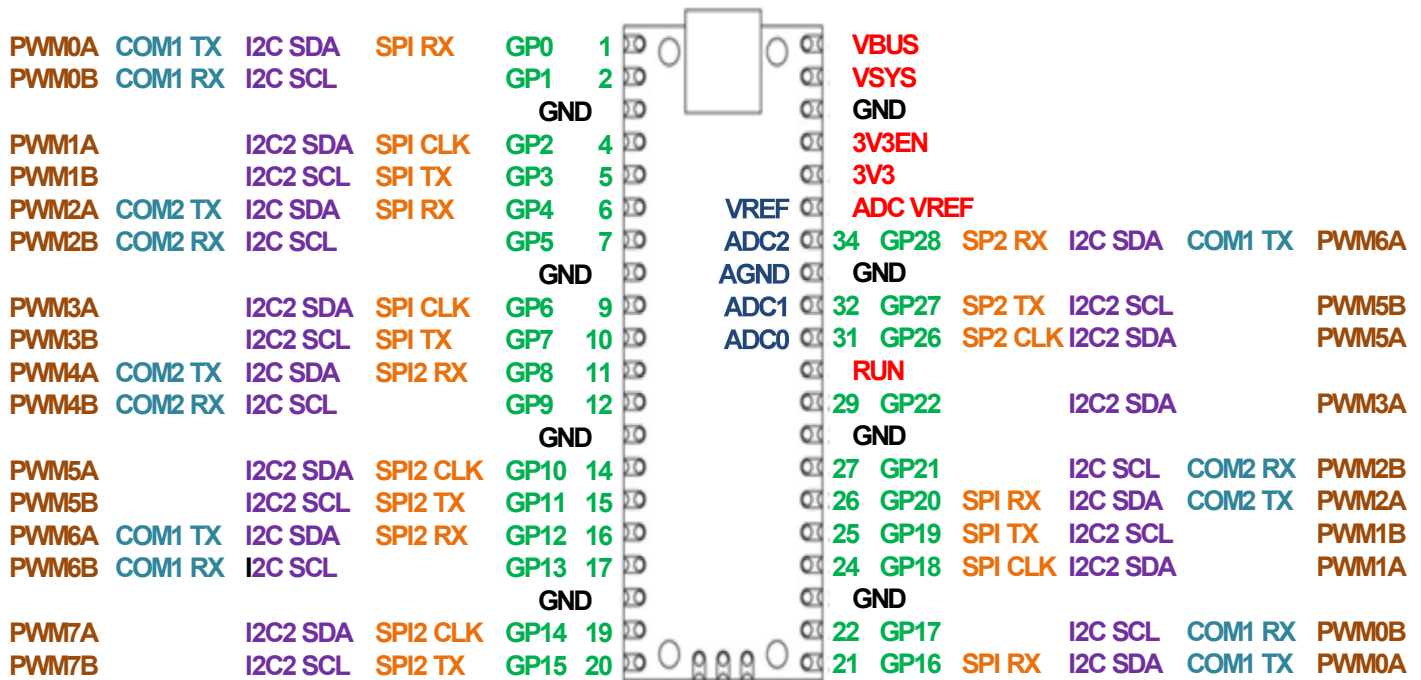 PWM0A COM1 TX I2C SDA SPI RX GP0 1 VBUS
PWM0B COM1 RX I2C SCL GP1 2 VSYS
GND GND
PWM1A I2C2 SDA SPI CLK GP2 4 3V3EN
PWM1B I2C2 SCL SPI TX GP3 5 3V3
PWM2A COM2 TX I2C SDA SPI RX GP4 6 VREF ADC VREF
PWM2B COM2 RX I2C SCL GP5 7 ADC2 34 GP28 SP2 RX I2C SDA COM1 TX PWM6A
GND AGND GND
PWM3A I2C2 SDA SPI CLK GP6 9 ADC1 32 GP27 SP2 TX I2C2 SCL PWM5B
PWM3B I2C2 SCL SPI TX GP7 10 ADC0 31 GP26 SP2 CLK I2C2 SDA PWM5A
PWM4A COM2 TX I2C SDA SPI2 RX GP8 11 RUN
PWM4B COM2 RX I2C SCL GP9 12 29 GP22 I2C2 SDA PWM3A
GND GND
PWM5A I2C2 SDA SPI2 CLK GP10 14 27 GP21 I2C SCL COM2 RX PWM2B
PWM5B I2C2 SCL SPI2 TX GP11 15 26 GP20 SPI RX I2C SDA COM2 TX PWM2A
PWM6A COM1 TX I2C SDA SPI2 RX GP12 16 25 GP19 SPI TX I2C2 SCL PWM1B
PWM6B COM1 RX I2C SCL GP13 17 24 GP18 SPI CLK I2C2 SDA PWM1A
GND GND
PWM7A I2C2 SDA SPI2 CLK GP14 19 22 GP17 I2C SCL COM1 RX PWM0B
PWM7B I2C2 SCL SPI2 TX GP15 20 21 GP16 SPI RX I2C SDA COM1 TX PWM0A